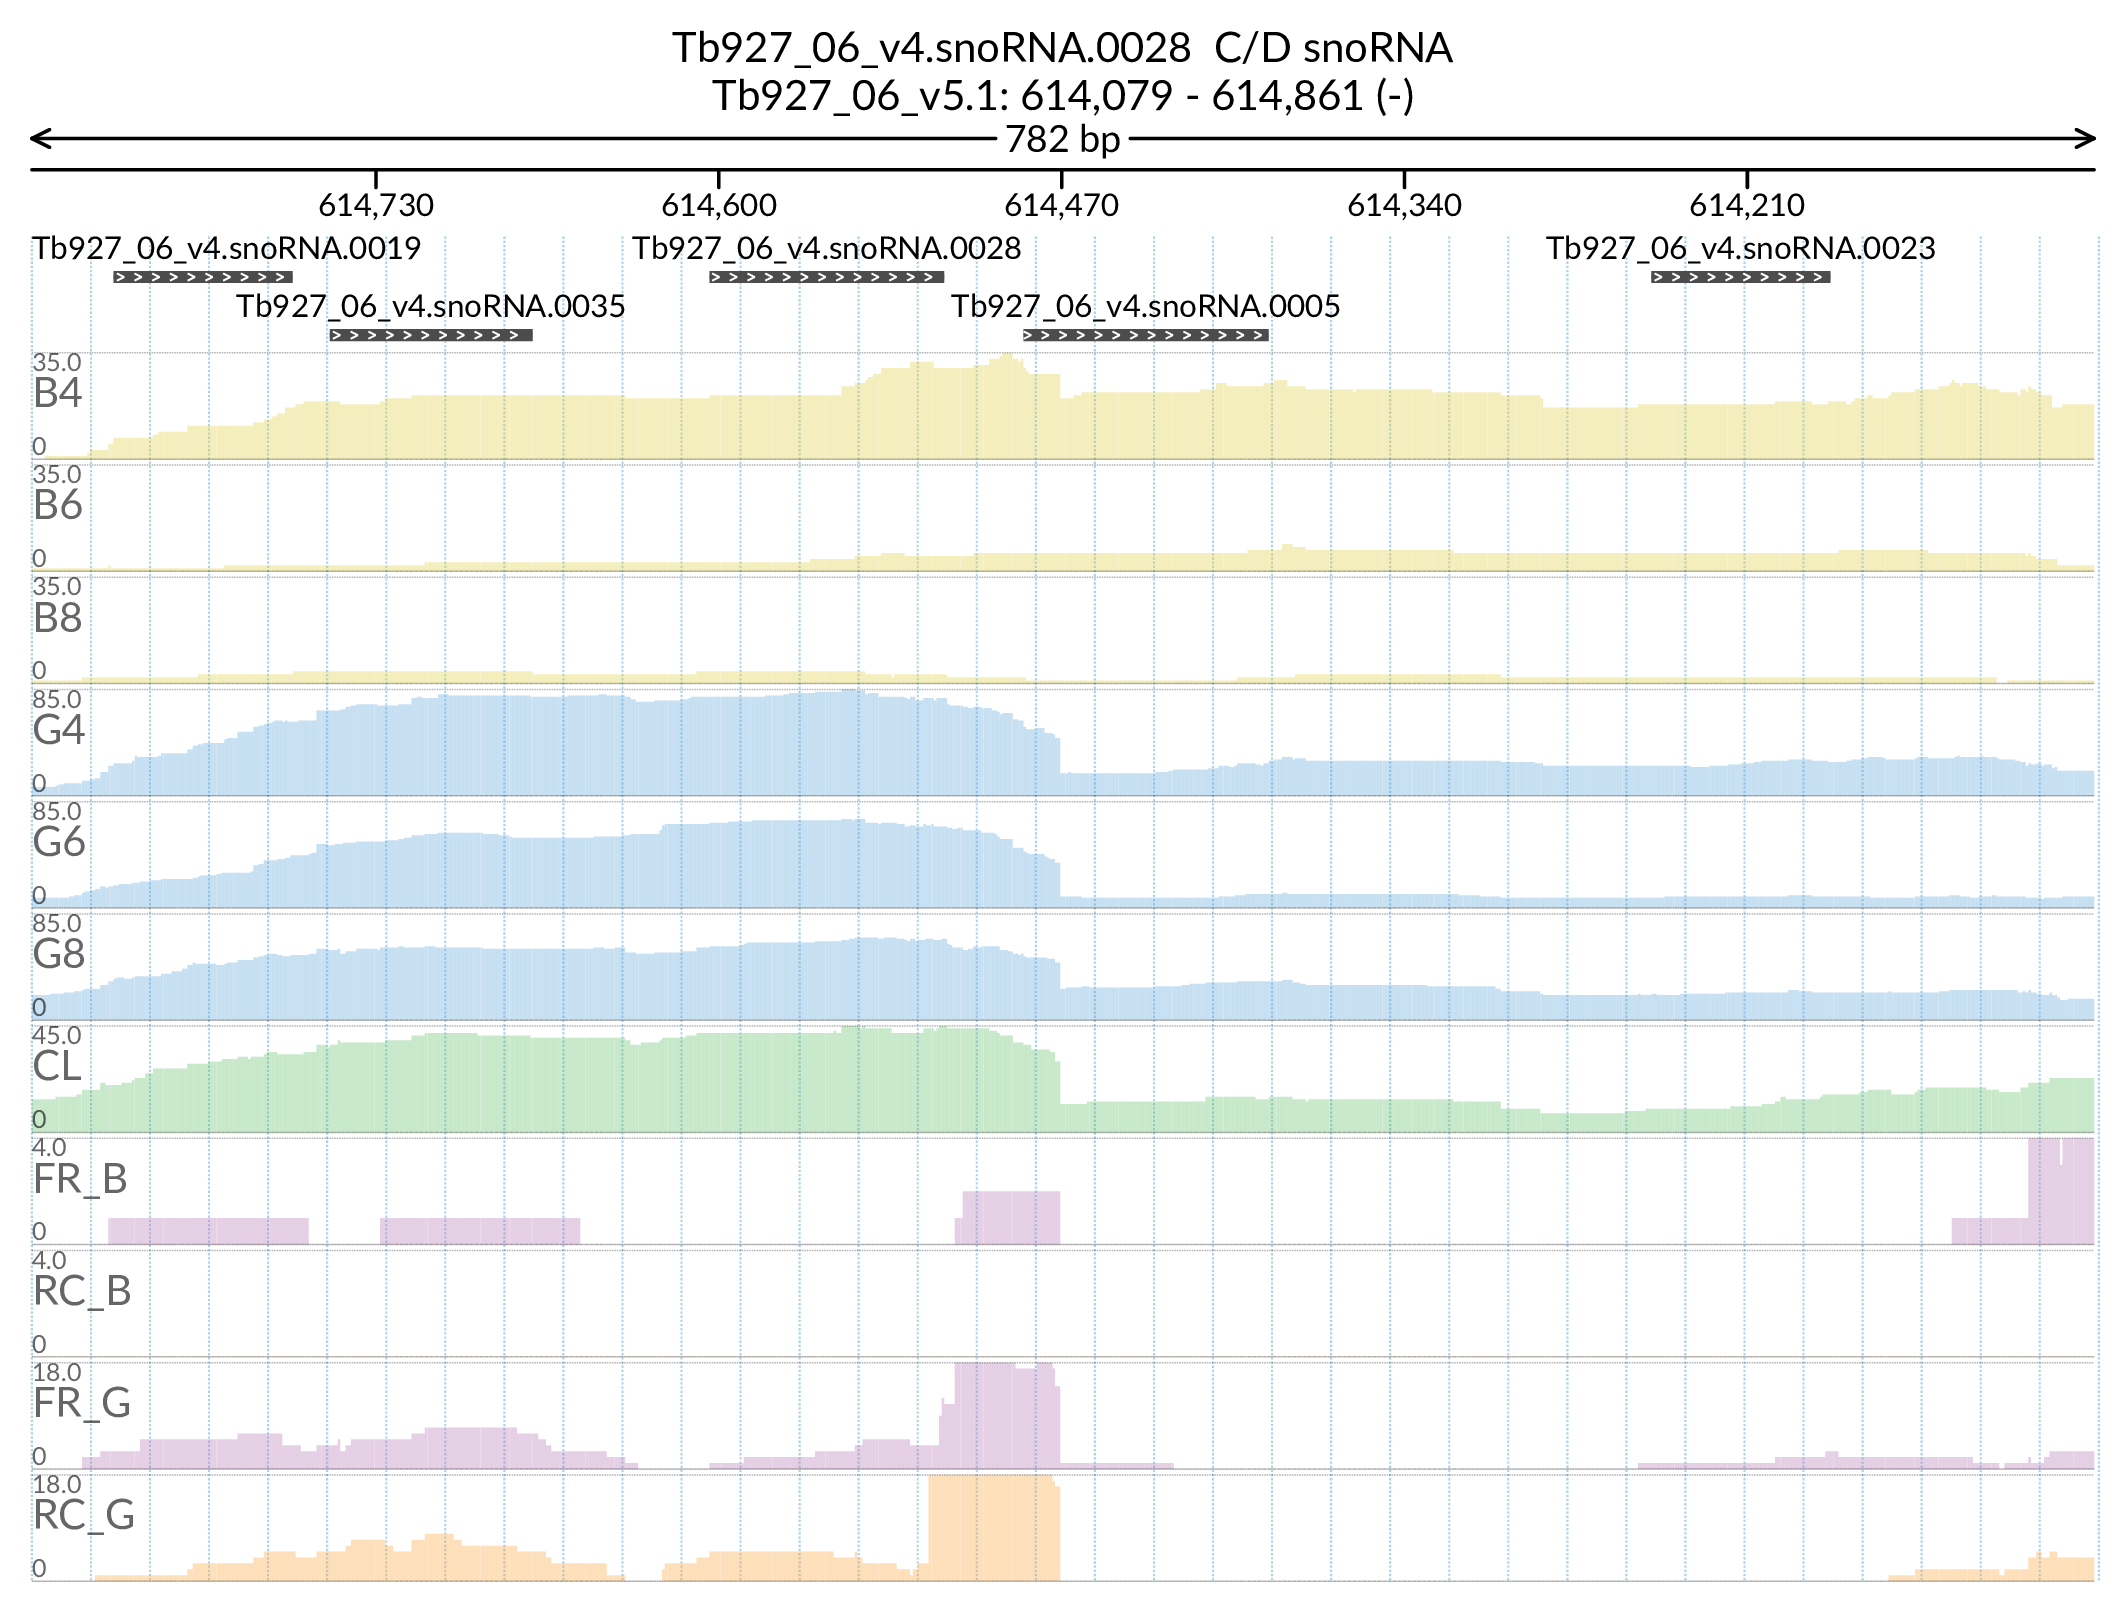 Tb927_06_v4.snoRNA.0028  C/D snoRNA
Tb927_06_v5.1: 614,079 - 614,861 (-)
782 bp
614,730 614,600 614,470 614,340 614,210
Tb927_06_v4.snoRNA.0019 Tb927_06_v4.snoRNA.0028 Tb927_06_v4.snoRNA.0023
Tb927_06_v4.snoRNA.0035 Tb927_06_v4.snoRNA.0005
35.0
B4
0
35.0
B6
0
35.0
B8
0
85.0
G4
0
85.0
G6
0
85.0
G8
0
45.0
CL
0
4.0
FR_B
0
4.0
RC_B
0
18.0
FR_G
0
18.0
RC_G
0